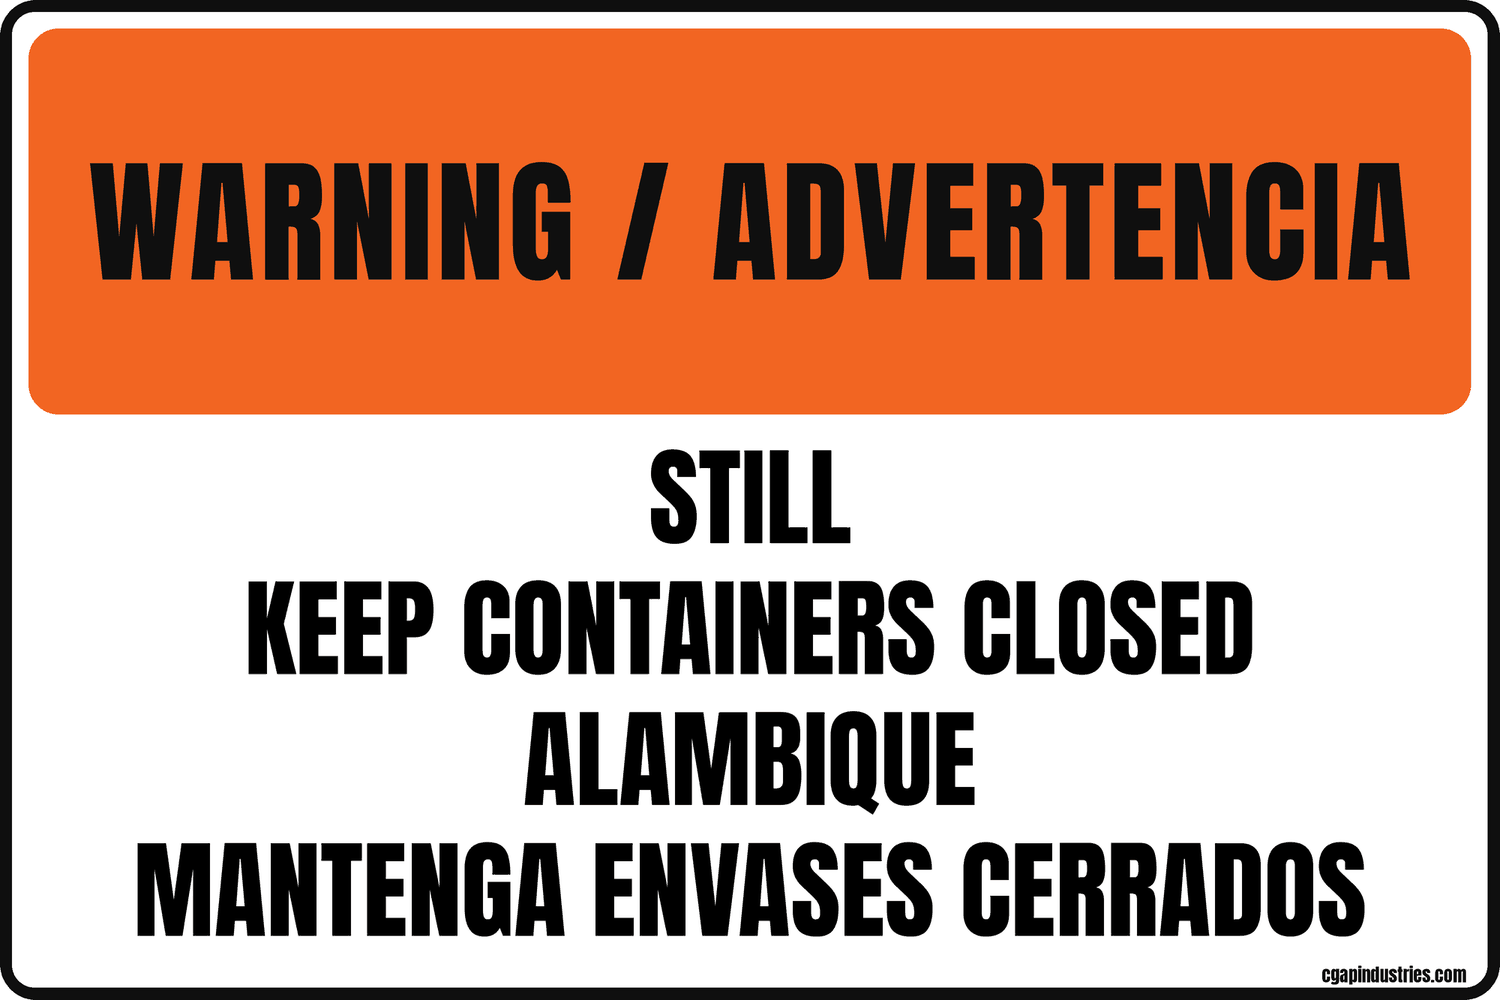 WARNING / ADVERTENCIA
STILL
KEEP CONTAINERS CLOSED
ALAMBIQUE
MANTENGA ENVASES CERRADOS
cgapindustries.com